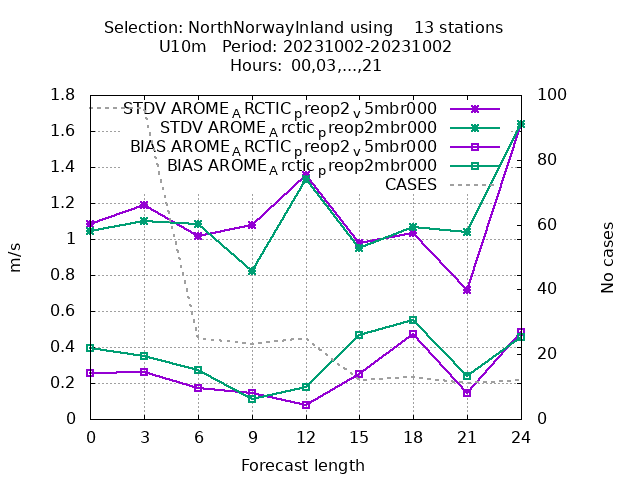 Selection: NorthNorwayInland using    13 stations
U10m   Period: 20231002-20231002
Hours:  00,03,...,21
1.8
1.6
1.4
1.2
1
0.8
0.6
0.4
0.2
0
m/s
STDV AROME_ARCTIC_preop2_v5mbr000
STDV AROME_Arctic_preop2mbr000
BIAS AROME_ARCTIC_preop2_v5mbr000
BIAS AROME_Arctic_preop2mbr000
CASES
100
80
60
40
20
0
No cases
0 3 6 9 12 15 18 21 24
Forecast length